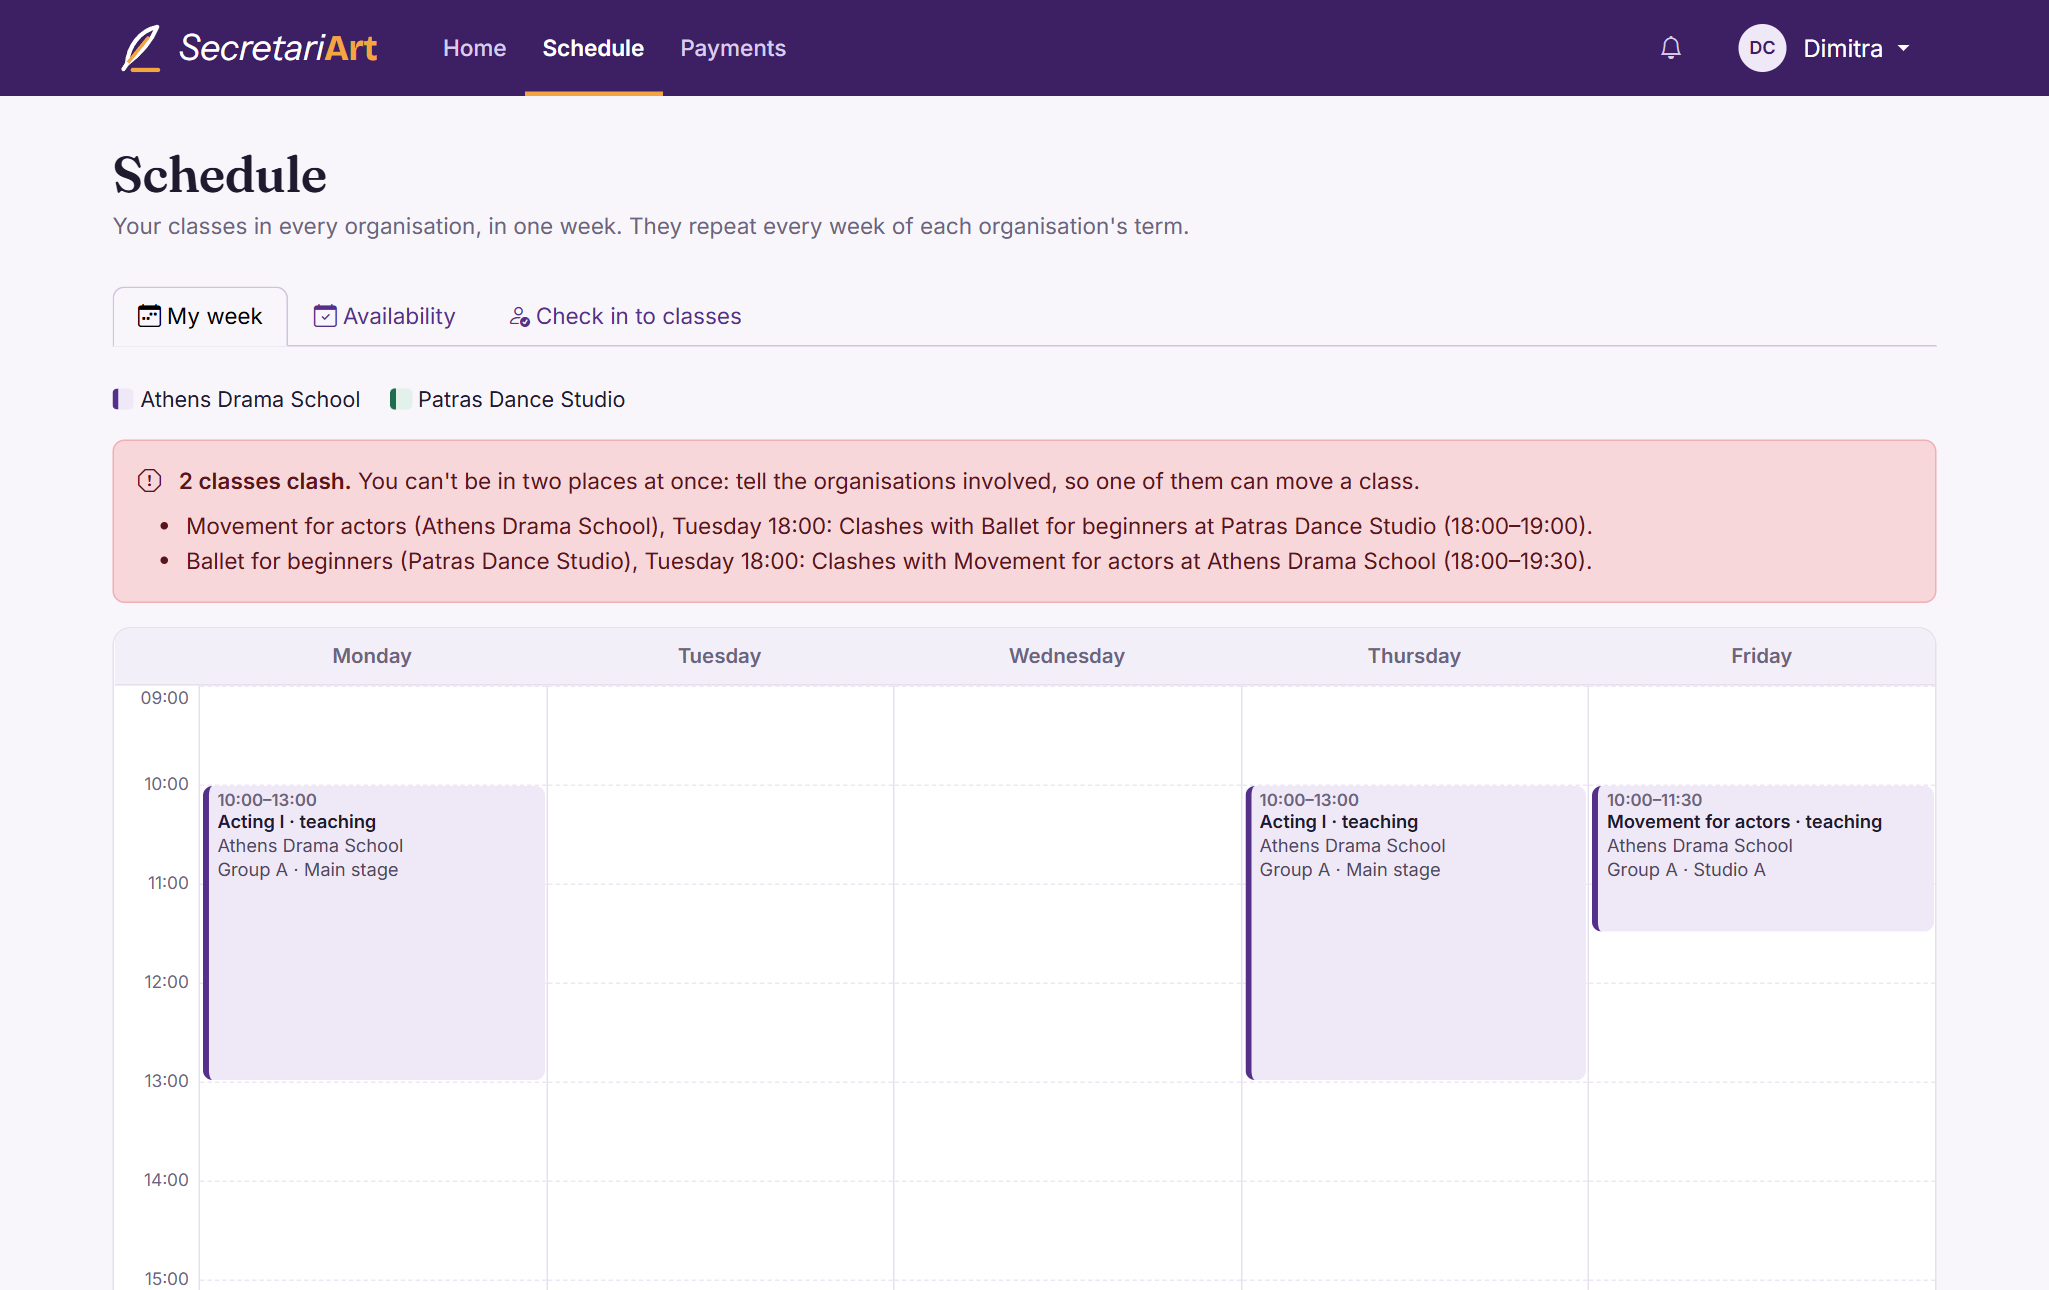 SecretariArt
Home
Schedule
Payments
DC
Dimitra
Schedule
Your classes in every organisation, in one week. They repeat every week of each organisation's term.
My week
Availability
Check in to classes
Athens Drama School
Patras Dance Studio
2 classes clash. You can't be in two places at once: tell the organisations involved, so one of them can move a class.
• Movement for actors (Athens Drama School), Tuesday 18:00: Clashes with Ballet for beginners at Patras Dance Studio (18:00–19:00).
• Ballet for beginners (Patras Dance Studio), Tuesday 18:00: Clashes with Movement for actors at Athens Drama School (18:00–19:30).
Monday
Tuesday
Wednesday
Thursday
Friday
09:00
10:00
11:00
12:00
13:00
14:00
15:00
10:00–13:00
Acting I · teaching
Athens Drama School
Group A · Main stage
10:00–13:00
Acting I · teaching
Athens Drama School
Group A · Main stage
10:00–11:30
Movement for actors · teaching
Athens Drama School
Group A · Studio A